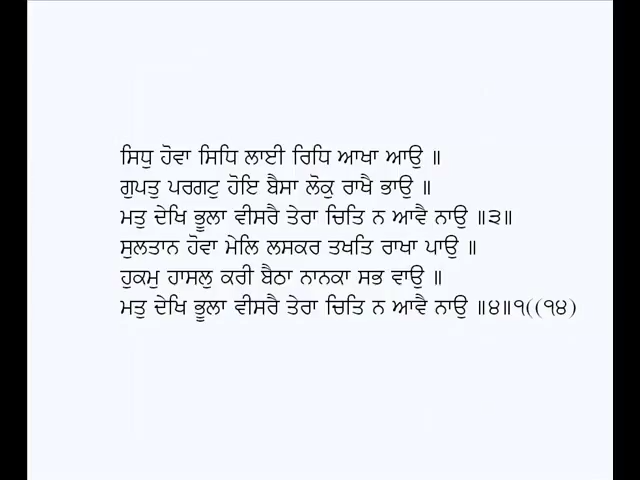 ਸਿਧੁ ਹੋਵਾ ਸਿਧਿ ਲਾਈ ਰਿਧਿ ਆਖਾ ਆਉ ॥
ਗੁਪਤੁ ਪਰਗਟੁ ਹੋਇ ਬੈਸਾ ਲੋਕੁ ਰਾਖੈ ਭਾਉ ॥
ਮਤੁ ਦੇਖਿ ਭੂਲਾ ਵੀਸਰੈ ਤੇਰਾ ਚਿਤਿ ਨ ਆਵੈ ਨਾਉ ॥੩॥
ਸੁਲਤਾਨ ਹੋਵਾ ਮੇਲਿ ਲਸਕਰ ਤਖਤਿ ਰਾਖਾ ਪਾਉ ॥
ਹੁਕਮੁ ਹਾਸਲੁ ਕਰੀ ਬੈਠਾ ਨਾਨਕਾ ਸਭ ਵਾਉ ॥
ਮਤੁ ਦੇਖਿ ਭੂਲਾ ਵੀਸਰੈ ਤੇਰਾ ਚਿਤਿ ਨ ਆਵੈ ਨਾਉ ॥੪॥੧((੧੪)